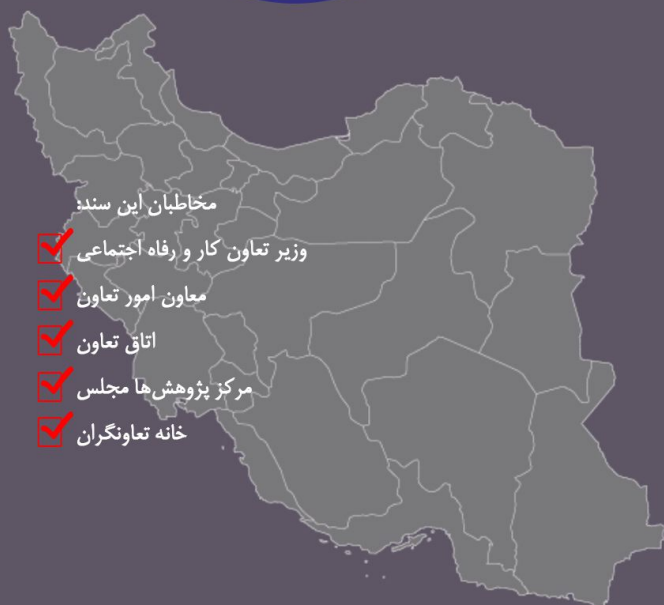 مخاطبان این سند:
وزیر تعاون کار و رفاه اجتماعی
معاون امور تعاون
اتاق تعاون
مرکز پژوهش‌ها مجلس
خانه تعاونگران